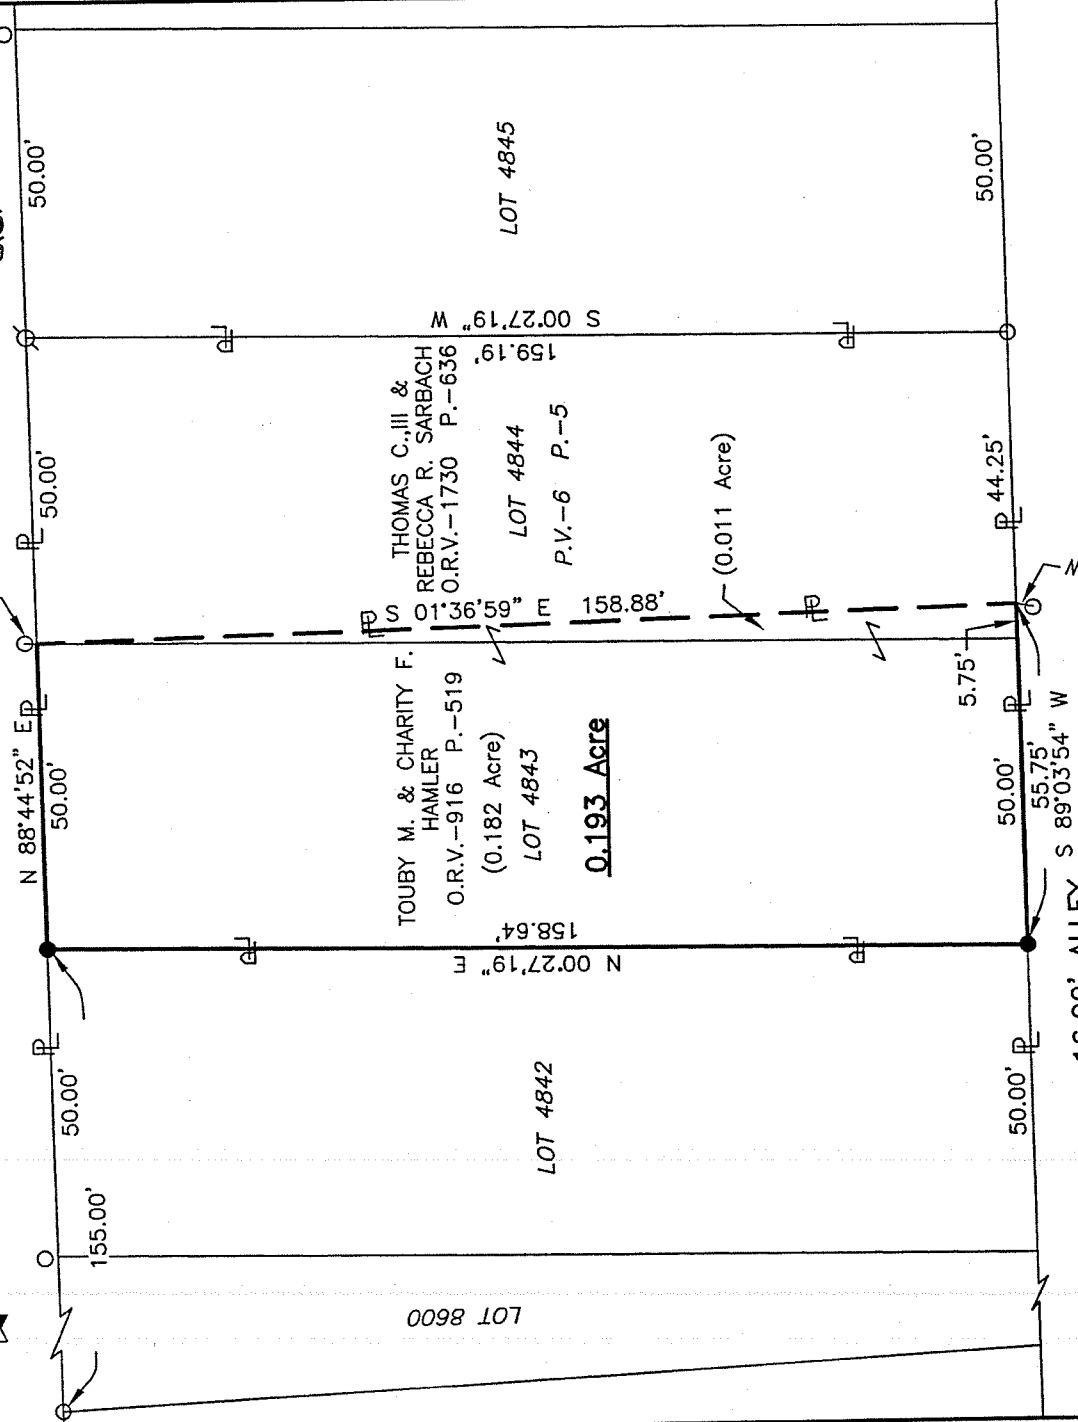 50.00'
LOT 4845
50.00'
S 00°27'19" W
159.19'
50.00'
THOMAS C.,III &
REBECCA R. SARBACH
O.R.V.-1730 P.-636
LOT 4844
P.V.-6 P.-5
(0.011 Acre)
44.25'
S 01°36'59" E 158.88'
N 88°44'52" E
50.00'
TOUBY M. & CHARITY F.
HAMLER
O.R.V.-916 P.-519
(0.182 Acre)
LOT 4843
0.193 Acre
5.75'
50.00'
55.75'
S 89°03'54" W
158.64'
N 00°27'19" E
50.00'
LOT 4842
50.00'
155.00'
LOT 8600
ALLEY